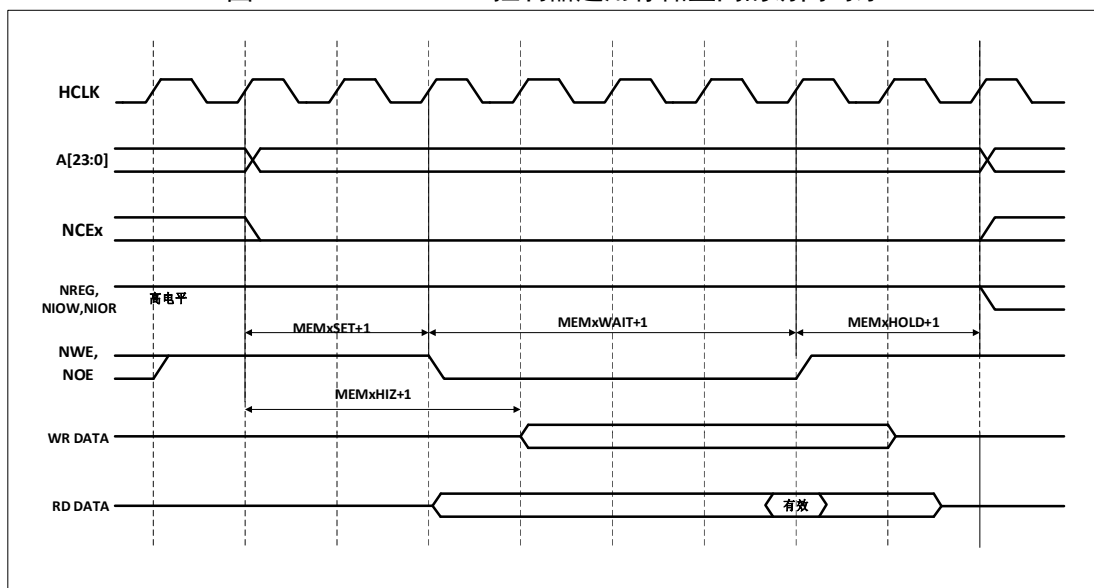 图
HCLK
A[23:0]
NCEx
NREG,
NIOW,NIOR
高电平
MEMxSET+1
MEMxWAIT+1
MEMxHOLD+1
NWE,
NOE
MEMxHIZ+1
WR DATA
RD DATA
有效